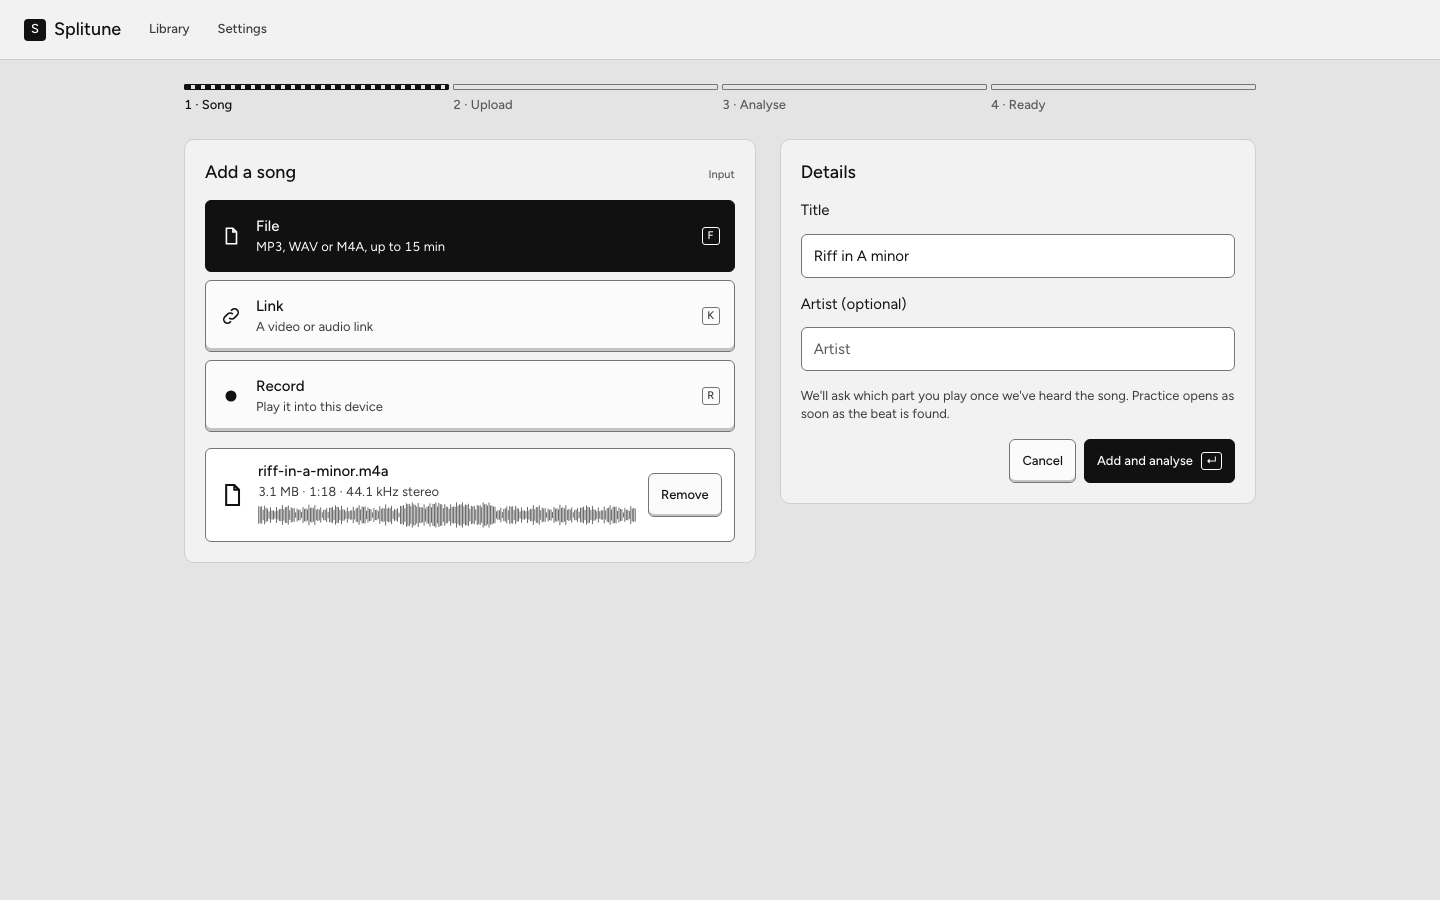 S Splitune Library Settings
1 · Song
2 · Upload
3 · Analyse
4 · Ready
Add a song
Input
File
MP3, WAV or M4A, up to 15 min
F
Link
A video or audio link
K
Record
Play it into this device
R
riff-in-a-minor.m4a
3.1 MB · 1:18 · 44.1 kHz stereo
Remove
Details
Title
Riff in A minor
Artist (optional)
Artist
We'll ask which part you play once we've heard the song. Practice opens as
soon as the beat is found.
Cancel
Add and analyse ↵